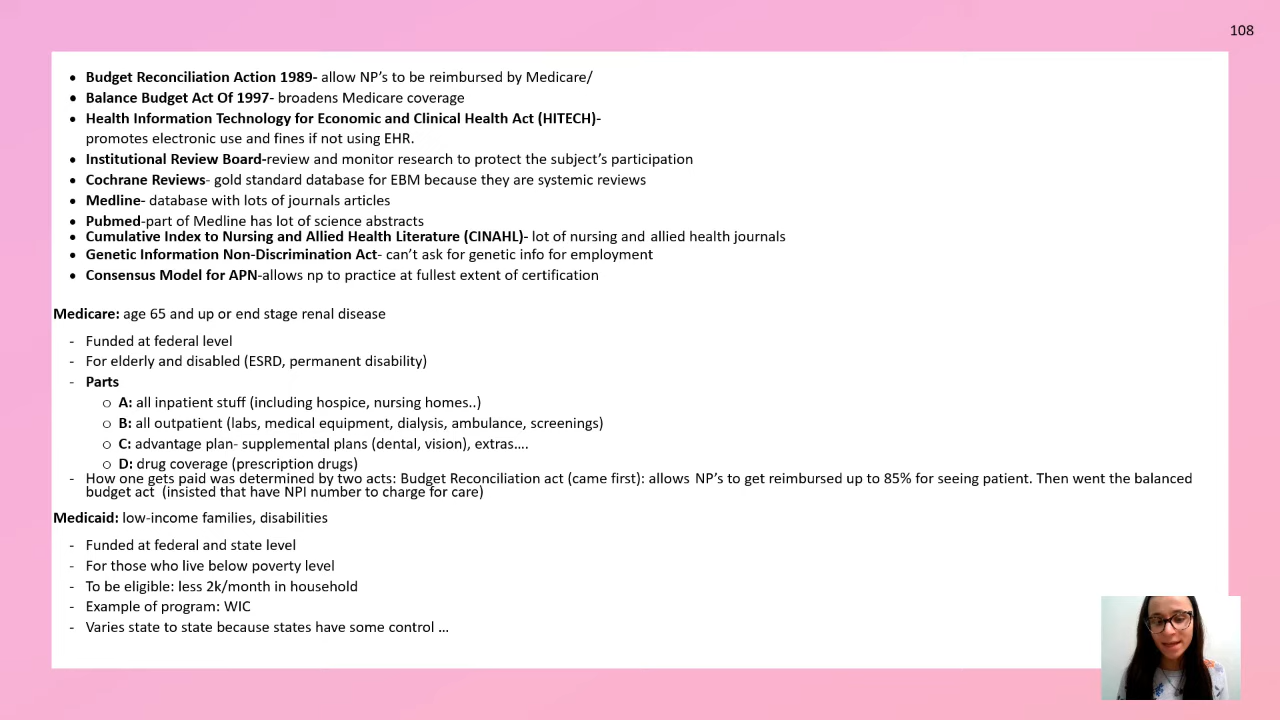 108
• Budget Reconciliation Action 1989- allow NP's to be reimbursed by Medicare/
• Balance Budget Act Of 1997- broadens Medicare coverage
• Health Information Technology for Economic and Clinical Health Act (HITECH)-
promotes electronic use and fines if not using EHR.
• Institutional Review Board-review and monitor research to protect the subject's participation
• Cochrane Reviews- gold standard database for EBM because they are systemic reviews
• Medline- database with lots of journals articles
• Pubmed-part of Medline has lot of science abstracts
• Cumulative Index to Nursing and Allied Health Literature (CINAHL)- lot of nursing and allied health journals
• Genetic Information Non-Discrimination Act- can't ask for genetic info for employment
• Consensus Model for APN-allows np to practice at fullest extent of certification
Medicare: age 65 and up or end stage renal disease
- Funded at federal level
- For elderly and disabled (ESRD, permanent disability)
- Parts
o A: all inpatient stuff (including hospice, nursing homes..)
o B: all outpatient (labs, medical equipment, dialysis, ambulance, screenings)
o C: advantage plan- supplemental plans (dental, vision), extras....
o D: drug coverage (prescription drugs)
- How one gets paid was determined by two acts: Budget Reconciliation act (came first): allows NP's to get reimbursed up to 85% for seeing patient. Then went the balanced
budget act (insisted that have NPI number to charge for care)
Medicaid: low-income families, disabilities
- Funded at federal and state level
- For those who live below poverty level
- To be eligible: less 2k/month in household
- Example of program: WIC
- Varies state to state because states have some control ...